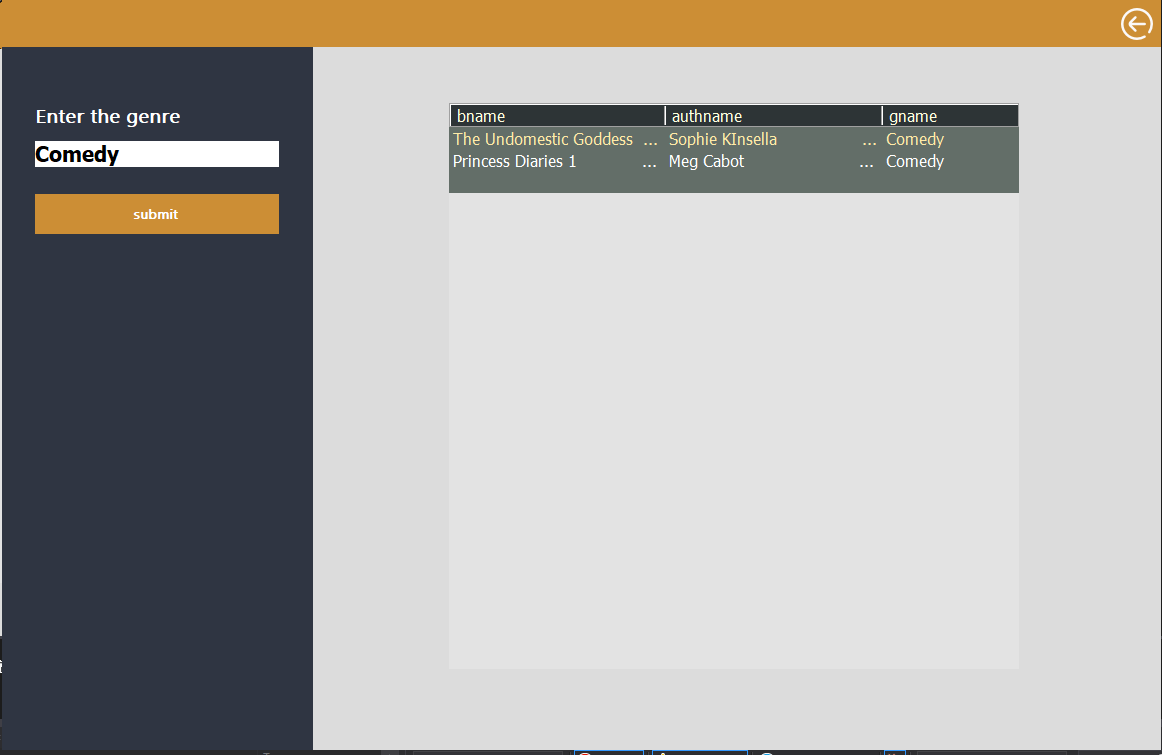 Enter the genre
Comedy
submit
bname authname gname
The Undomestic Goddess ... Sophie KInsella ... Comedy
Princess Diaries 1 ... Meg Cabot ... Comedy